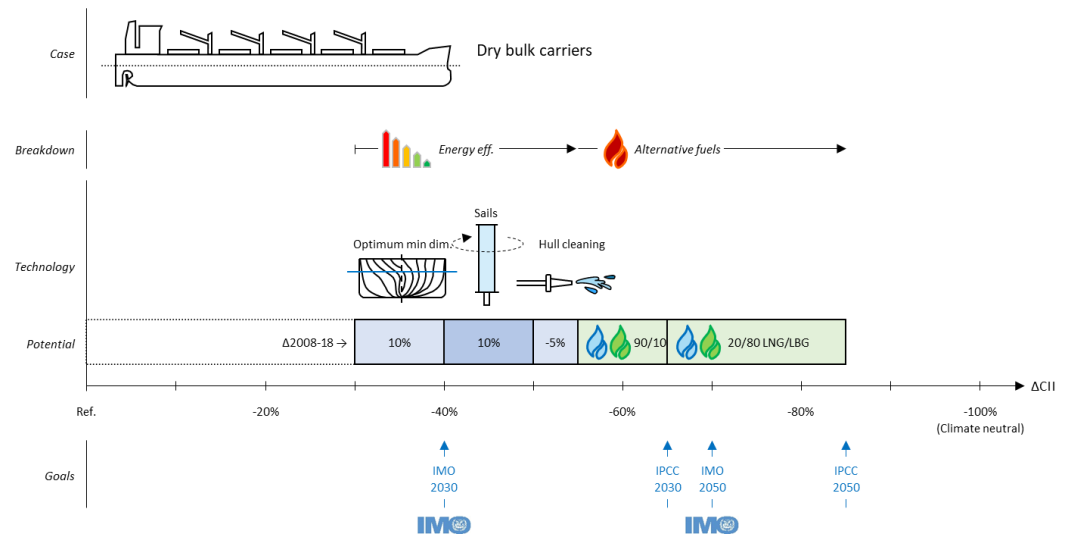 Case
Dry bulk carriers
Breakdown
Energy eff.
Alternative fuels
Technology
Optimum min dim.
Sails
Hull cleaning
Potential
Δ2008-18 →
10%
10%
-5%
90/10
20/80 LNG/LBG
ΔCII
Ref.
-20%
-40%
-60%
-80%
-100%
(Climate neutral)
Goals
IMO
2030
IPCC
2030
IMO
2050
IPCC
2050
IMO
IMO